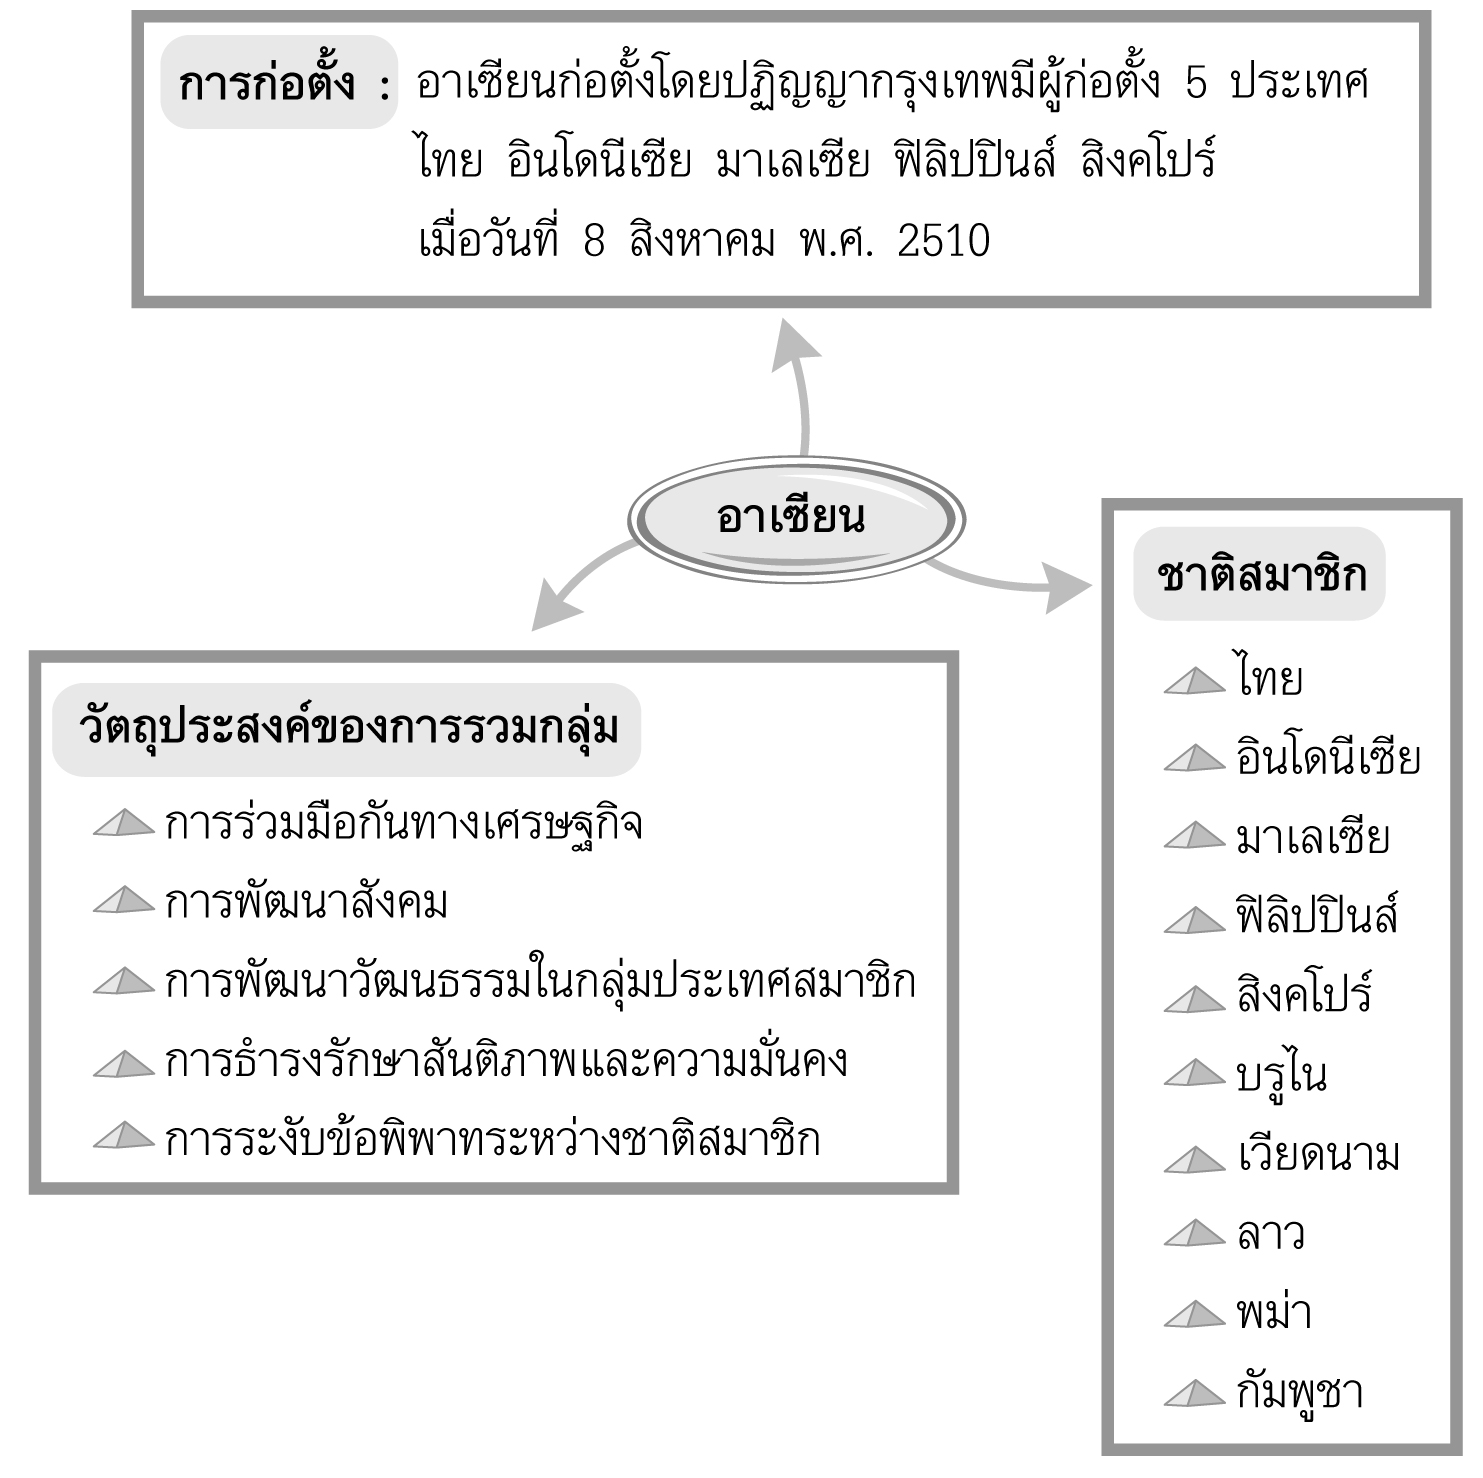 การก่อตั้ง : อาเซียนก่อตั้งโดยปฏิญญากรุงเทพมีผู้ก่อตั้ง 5 ประเทศ
ไทย อินโดนีเซีย มาเลเซีย ฟิลิปปินส์ สิงคโปร์
เมื่อวันที่ 8 สิงหาคม พ.ศ. 2510
อาเซียน
วัตถุประสงค์ของการรวมกลุ่ม
การร่วมมือกันทางเศรษฐกิจ
การพัฒนาสังคม
การพัฒนาวัฒนธรรมในกลุ่มประเทศสมาชิก
การธำรงรักษาสันติภาพและความมั่นคง
การระงับข้อพิพาทระหว่างชาติสมาชิก
ชาติสมาชิก
ไทย
อินโดนีเซีย
มาเลเซีย
ฟิลิปปินส์
สิงคโปร์
บรูไน
เวียดนาม
ลาว
พม่า
กัมพูชา